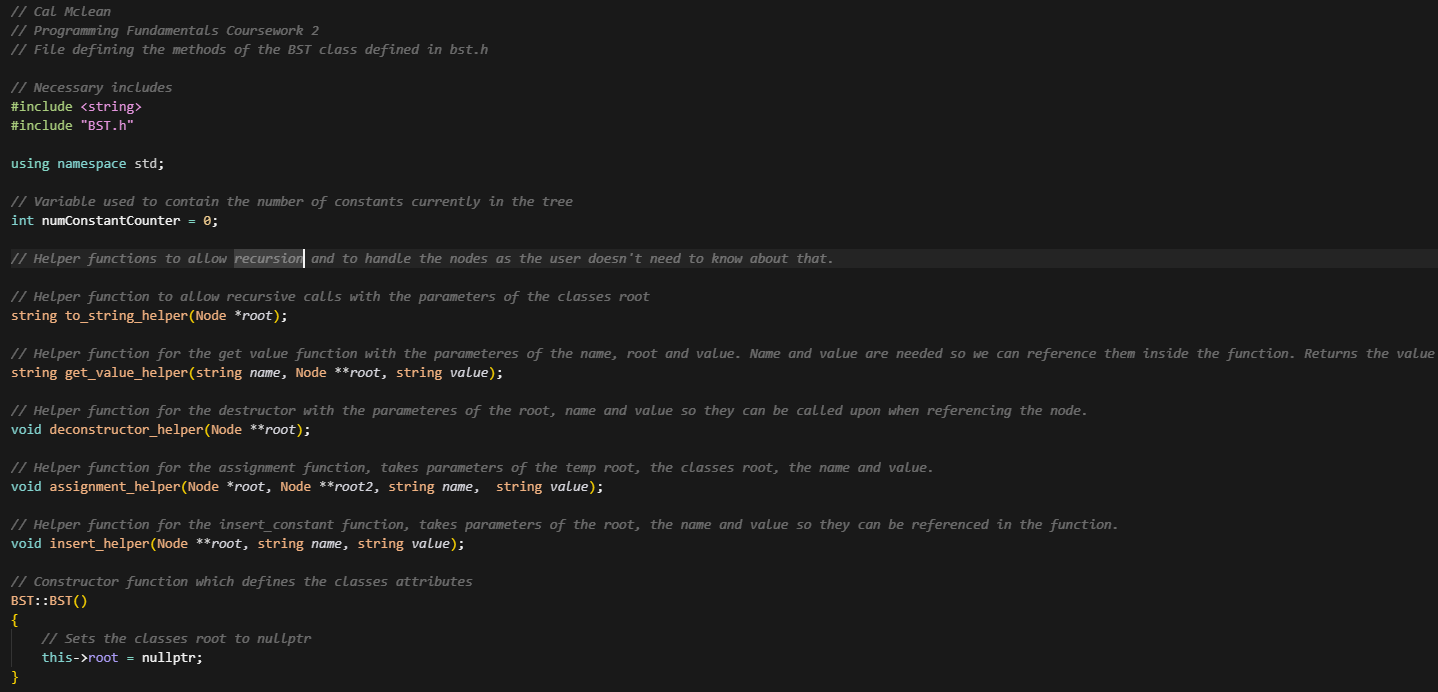 // Cal Mclean
// Programming Fundamentals Coursework 2
// File defining the methods of the BST class defined in bst.h
// Necessary includes
#include <string>
#include "BST.h"
using namespace std;
// Variable used to contain the number of constants currently in the tree
int numConstantCounter = 0;
// Helper functions to allow recursion and to handle the nodes as the user doesn't need to know about that.
// Helper function to allow recursive calls with the parameters of the classes root
string to_string_helper(Node *root);
// Helper function for the get value function with the parameteres of the name, root and value. Name and value are needed so we can reference them inside the function. Returns the value
string get_value_helper(string name, Node **root, string value);
// Helper function for the destructor with the parameteres of the root, name and value so they can be called upon when referencing the node.
void deconstructor_helper(Node **root);
// Helper function for the assignment function, takes parameters of the temp root, the classes root, the name and value.
void assignment_helper(Node *root, Node **root2, string name,  string value);
// Helper function for the insert_constant function, takes parameters of the root, the name and value so they can be referenced in the function.
void insert_helper(Node **root, string name, string value);
// Constructor function which defines the classes attributes
BST::BST()
{
    // Sets the classes root to nullptr
    this->root = nullptr;
}